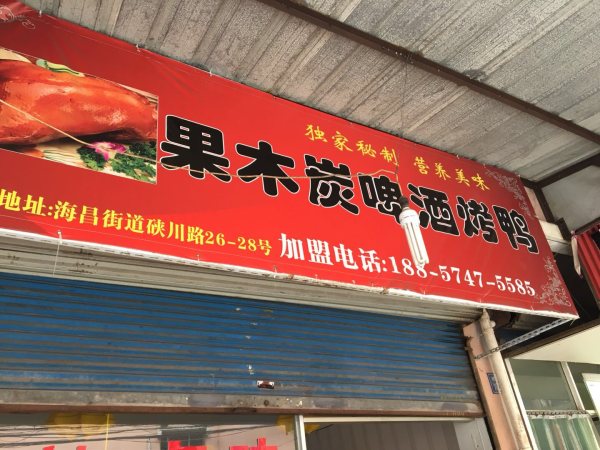 独家秘制 营养美味
果木炭啤酒烤鸭
地址:海昌街道硖川路26-28号
加盟电话:188-5747-5585